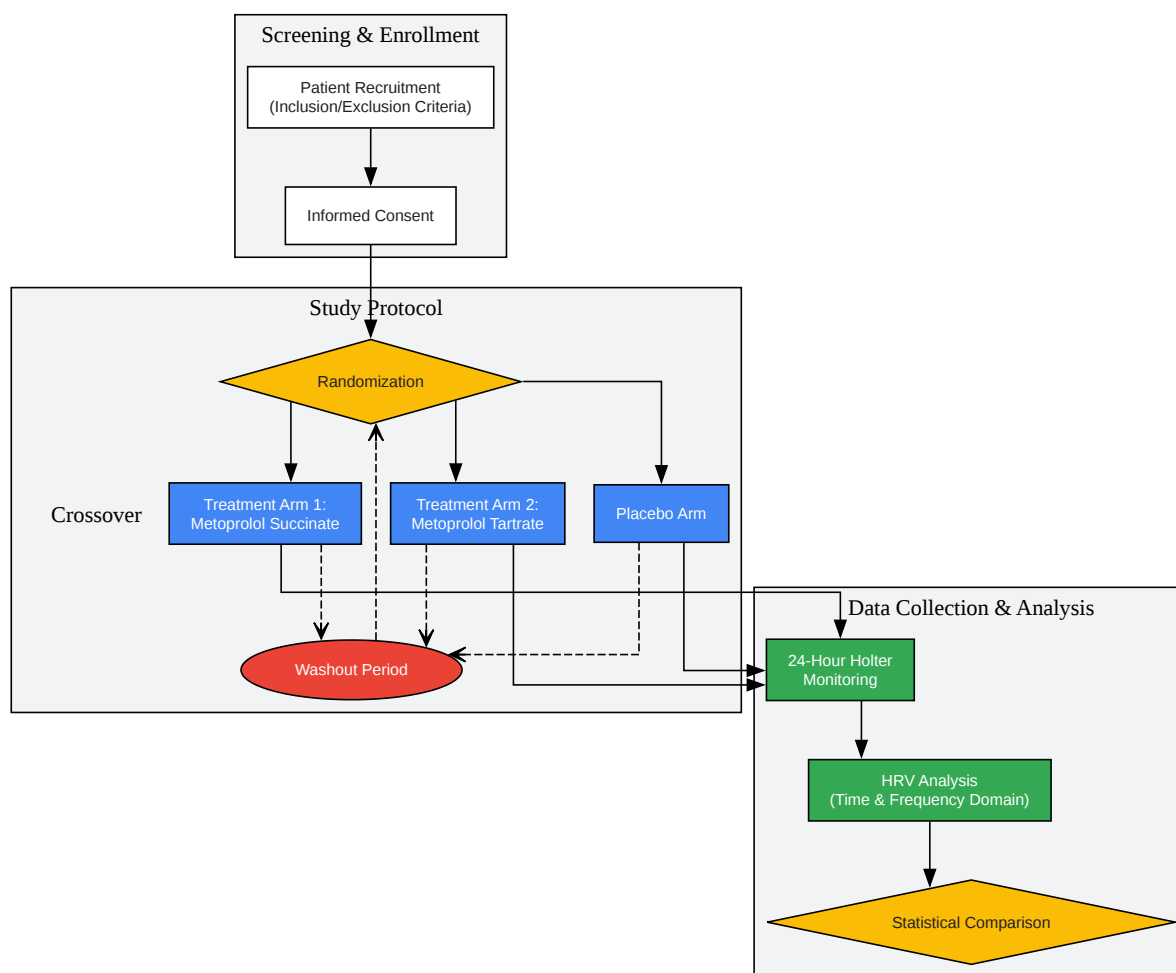 Screening & Enrollment
Patient Recruitment
(Inclusion/Exclusion Criteria)
Informed Consent
Study Protocol
Randomization
Crossover
Treatment Arm 1:
Metoprolol Succinate
Treatment Arm 2:
Metoprolol Tartrate
Placebo Arm
Washout Period
Data Collection & Analysis
24-Hour Holter
Monitoring
HRV Analysis
(Time & Frequency Domain)
Statistical Comparison